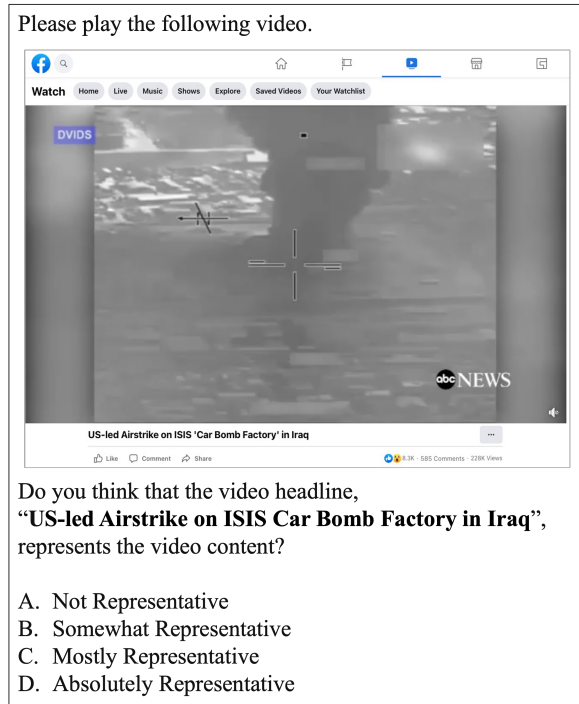 Please play the following video.
Watch Home Live Music Shows Explore Saved Videos Your Watchlist
DVIDS
N
abc NEWS
US-led Airstrike on ISIS 'Car Bomb Factory' in Iraq
Like Comment Share 8.3K · 585 Comments · 228K Views
Do you think that the video headline,
“US-led Airstrike on ISIS Car Bomb Factory in Iraq”,
represents the video content?
A. Not Representative
B. Somewhat Representative
C. Mostly Representative
D. Absolutely Representative